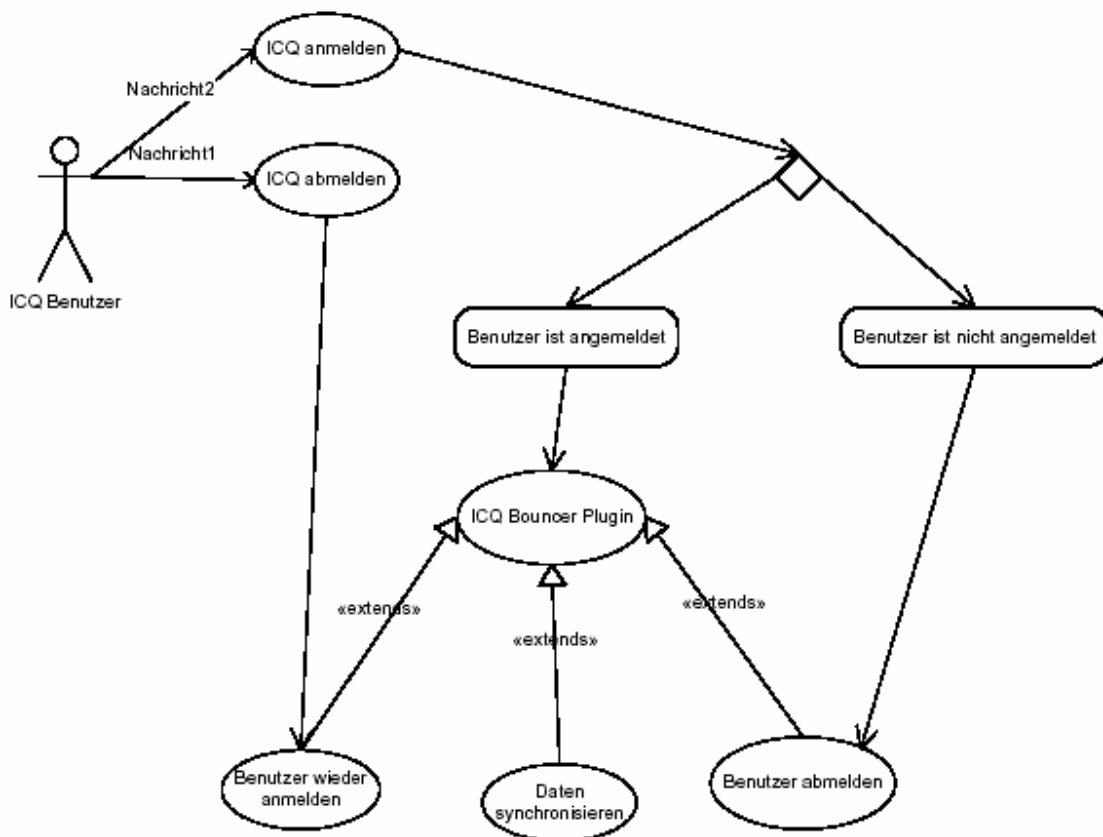 ICQ anmelden
Nachricht2
Nachricht1
ICQ abmelden
ICQ Benutzer
Benutzer ist angemeldet
Benutzer ist nicht angemeldet
ICQ Bouncer Plugin
«extends»
«extends»
«extends»
Benutzer wieder
anmelden
Daten
synchronisieren
Benutzer abmelden